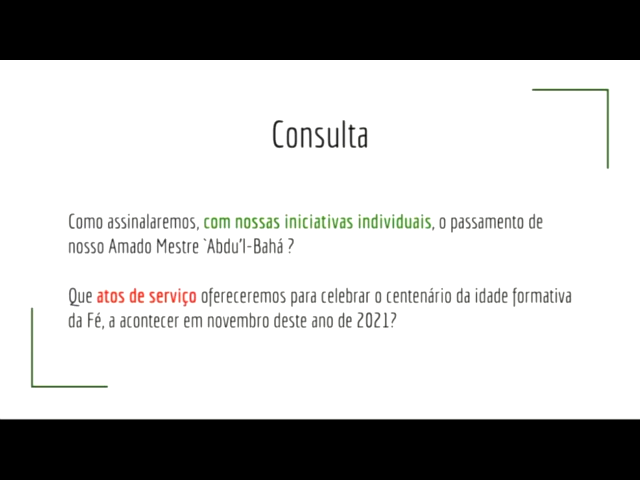 Consulta
Como assinalaremos, com nossas iniciativas individuais, o passamento de
nosso Amado Mestre `Abdu'l-Bahá ?
Que atos de serviço ofereceremos para celebrar o centenário da idade formativa
da Fé, a acontecer em novembro deste ano de 2021?